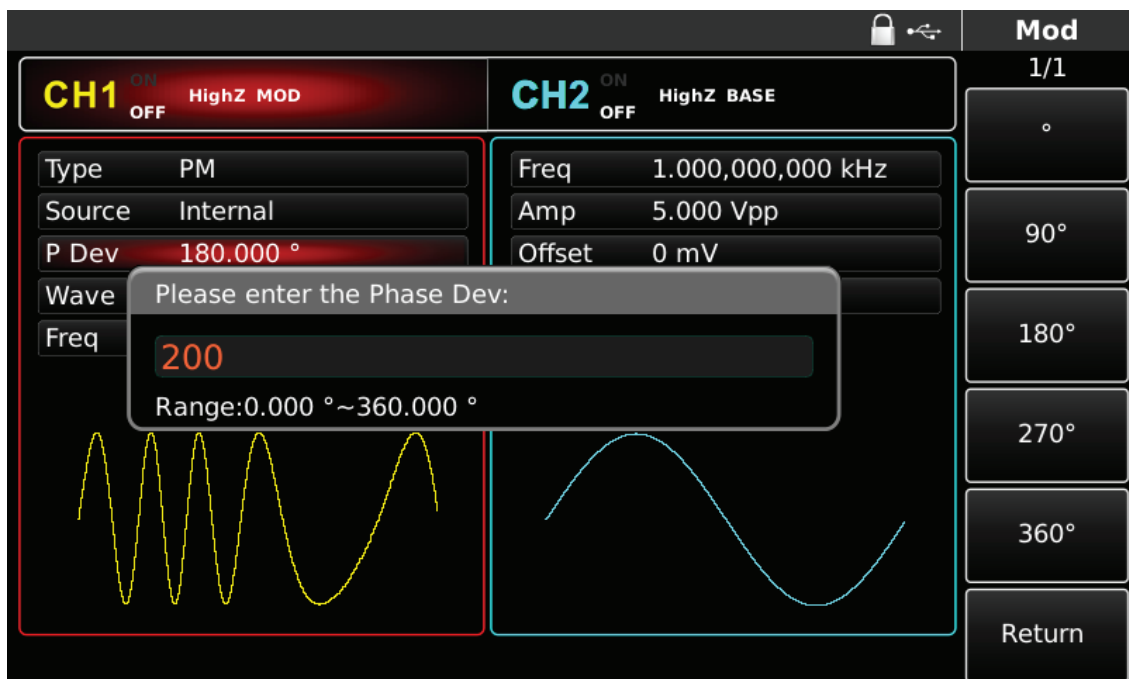 Mod
1/1
CH1 ON OFF HighZ MOD
CH2 ON OFF HighZ BASE
Type PM
Source Internal
P Dev 180.000 °
Wave
Freq
Freq 1.000,000,000 kHz
Amp 5.000 Vpp
Offset 0 mV
Please enter the Phase Dev:
200
Range:0.000 °~360.000 °
°
90°
180°
270°
360°
Return